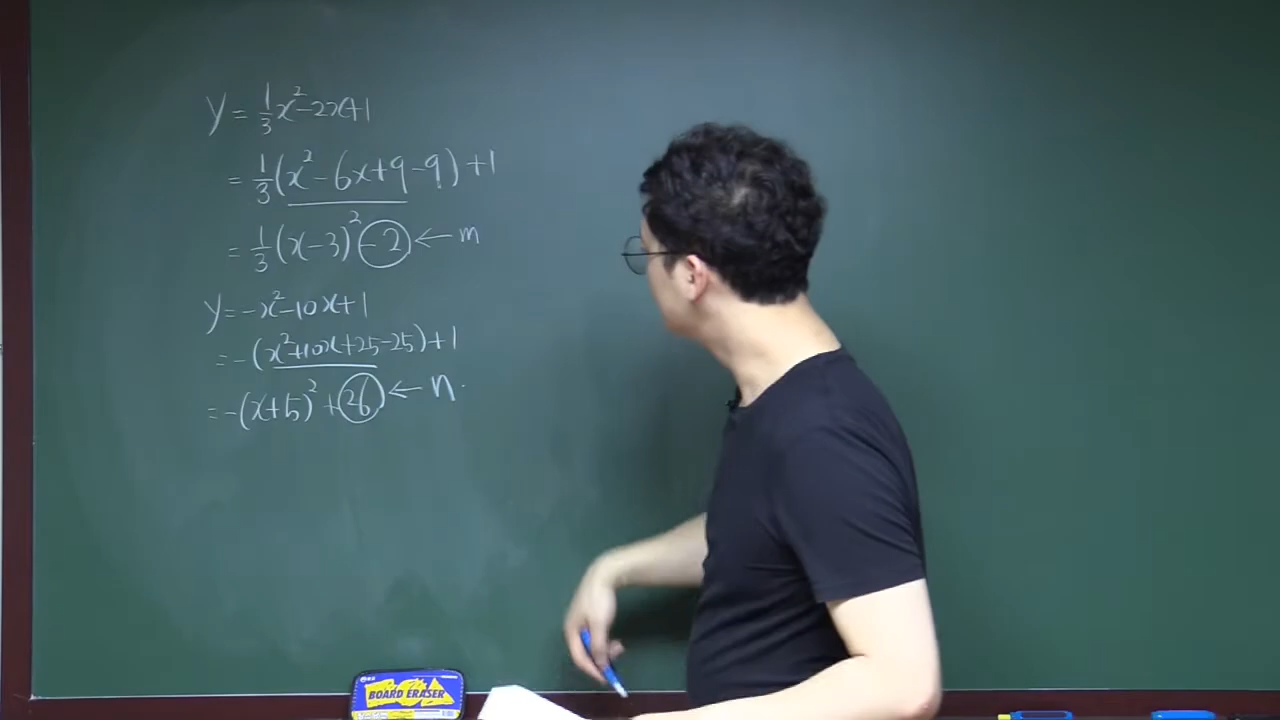 y = 1/3 x² - 2x + 1
= 1/3 (x² - 6x + 9 - 9) + 1
= 1/3 (x - 3)² - 2 ← m
y = -x² - 10x + 1
= -(x² + 10x + 25 - 25) + 1
= -(x + 5)² + 26 ← n.
BOARD ERASER